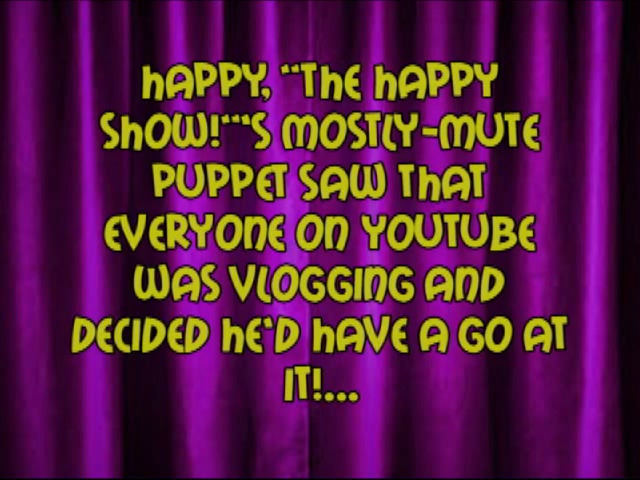 HAPPY, "THE HAPPY
SHOW!"'S MOSTLY-MUTE
PUPPET SAW THAT
EVERYONE ON YOUTUBE
WAS VLOGGING AND
DECIDED HE'D HAVE A GO AT
IT!...